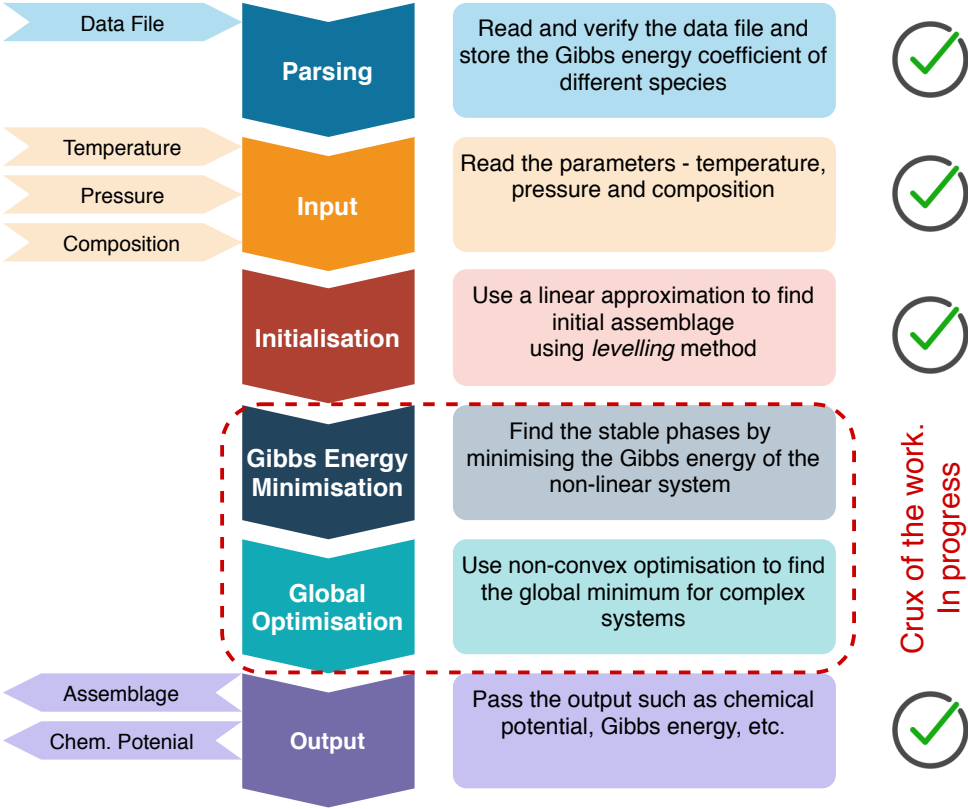 Data File
Parsing
Read and verify the data file and
store the Gibbs energy coefficient of
different species
Temperature
Pressure
Composition
Input
Read the parameters - temperature,
pressure and composition
Initialisation
Use a linear approximation to find
initial assemblage
using levelling method
Gibbs Energy
Minimisation
Find the stable phases by
minimising the Gibbs energy of the
non-linear system
Global
Optimisation
Use non-convex optimisation to find
the global minimum for complex
systems
Crux of the work.
In progress
Assemblage
Chem. Potenial
Output
Pass the output such as chemical
potential, Gibbs energy, etc.